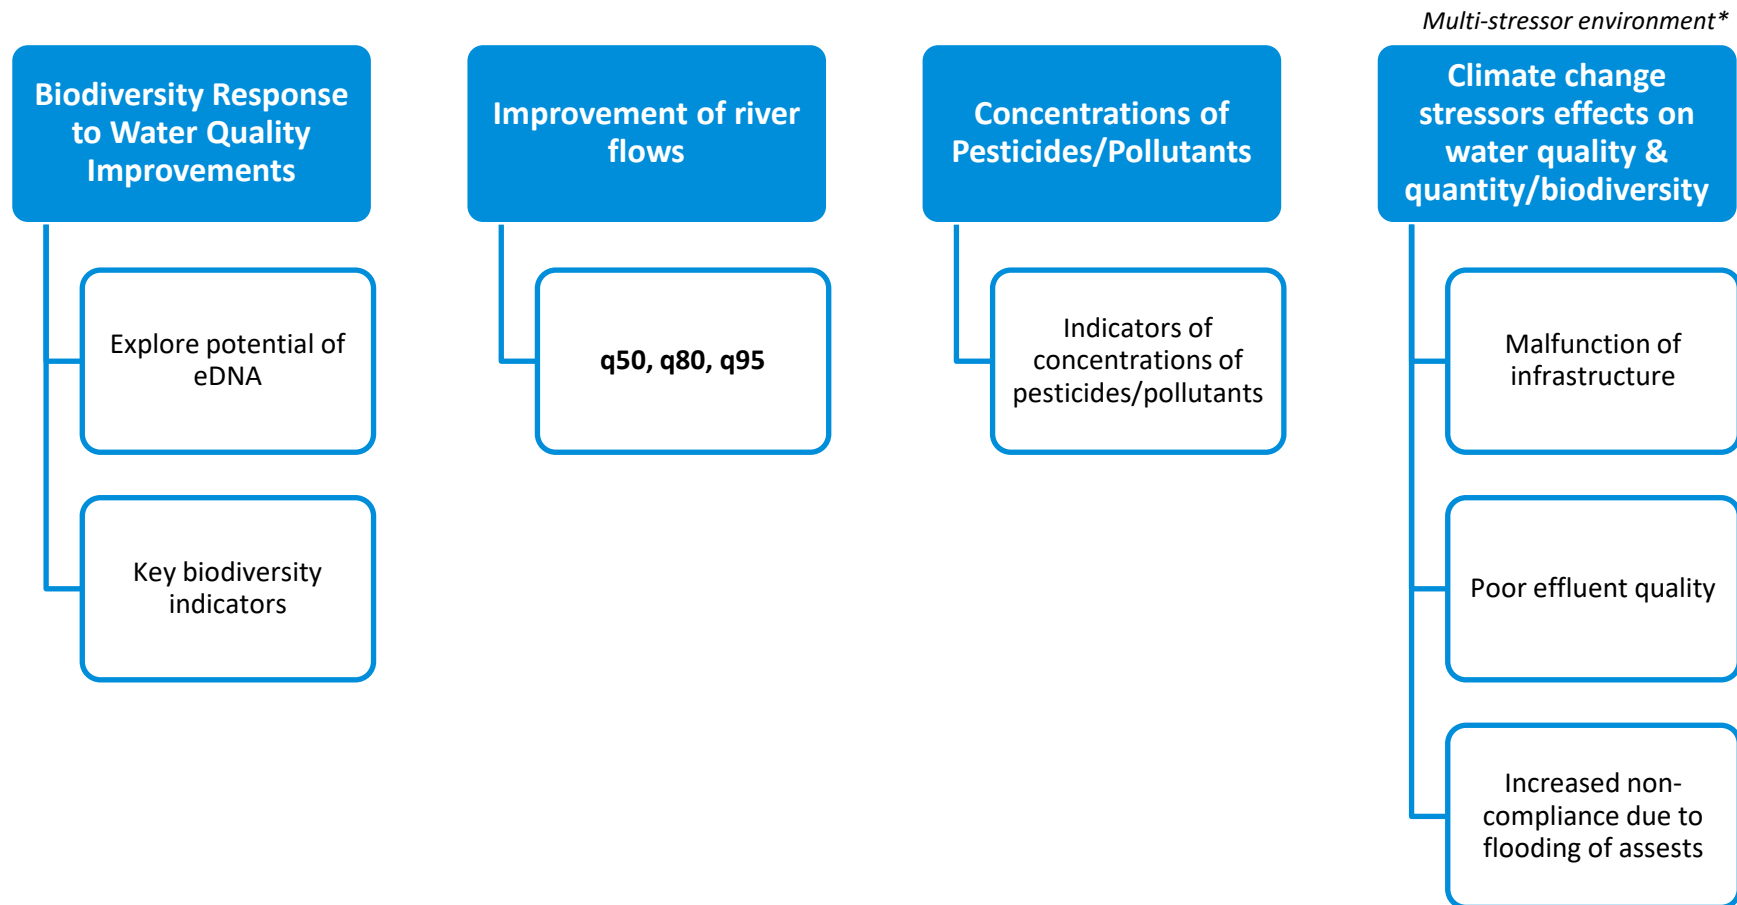 Multi-stressor environment*
Biodiversity Response
to Water Quality
Improvements
Explore potential of
eDNA
Key biodiversity
indicators
Improvement of river
flows
q50, q80, q95
Concentrations of
Pesticides/Pollutants
Indicators of
concentrations of
pesticides/pollutants
Climate change
stressors effects on
water quality &
quantity/biodiversity
Malfunction of
infrastructure
Poor effluent quality
Increased non-
compliance due to
flooding of assests